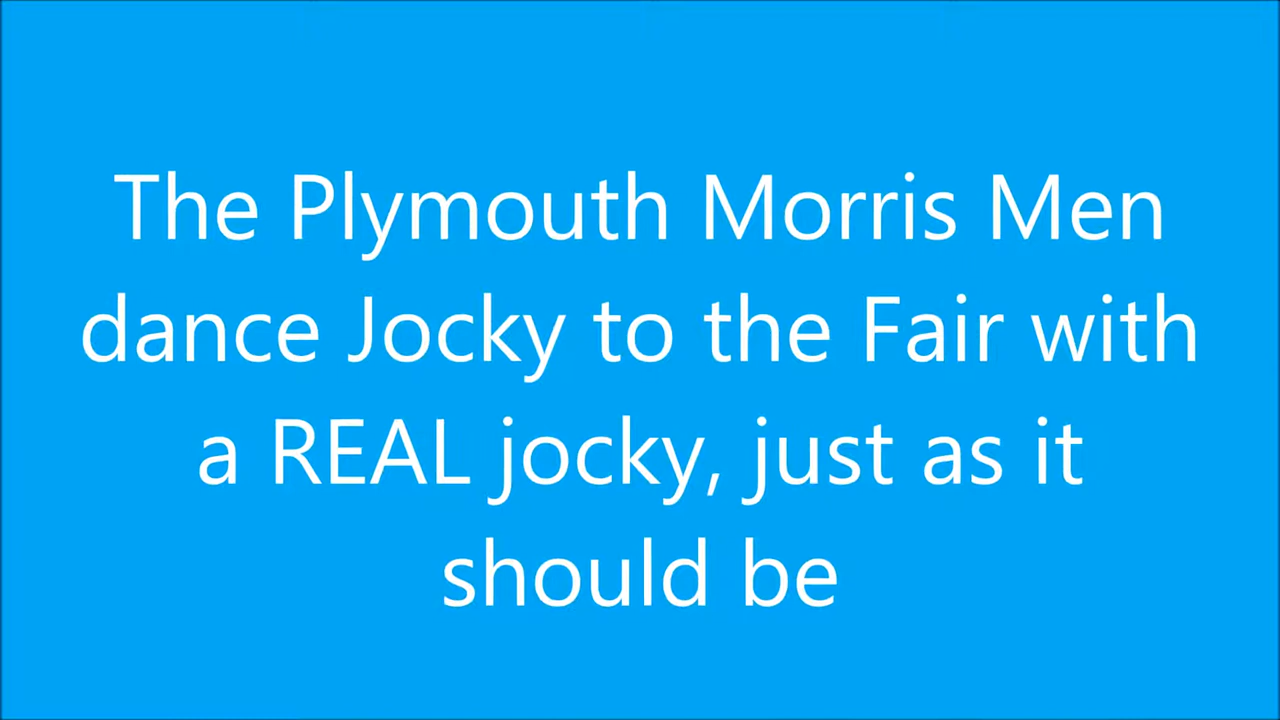 The Plymouth Morris Men
dance Jocky to the Fair with
a REAL jocky, just as it
should be